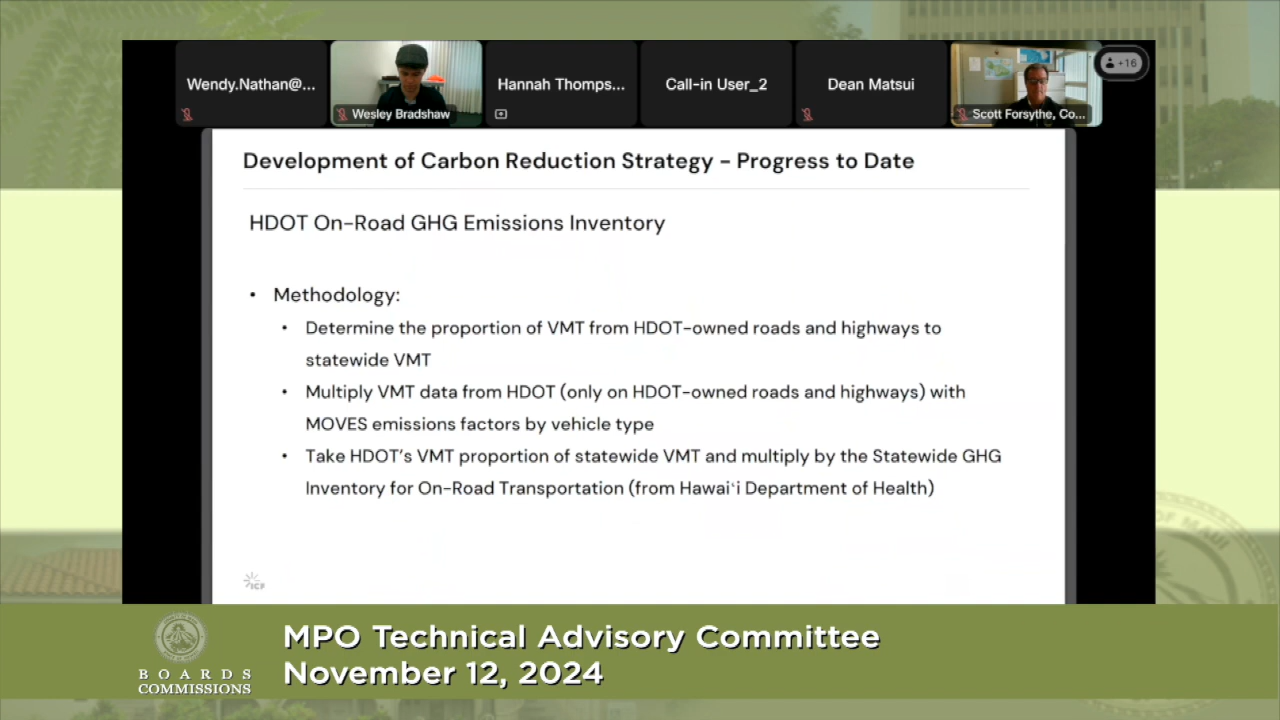 Wendy.Nathan@...
Wesley Bradshaw
Hannah Thomps...
Call-in User_2
Dean Matsui
Scott Forsythe, Co...
+16
Development of Carbon Reduction Strategy – Progress to Date
HDOT On-Road GHG Emissions Inventory
• Methodology:
• Determine the proportion of VMT from HDOT-owned roads and highways to
statewide VMT
• Multiply VMT data from HDOT (only on HDOT-owned roads and highways) with
MOVES emissions factors by vehicle type
• Take HDOT's VMT proportion of statewide VMT and multiply by the Statewide GHG
Inventory for On-Road Transportation (from Hawaiʻi Department of Health)
ICF
OF MAUI
BOARDS
COMMISSIONS
MPO Technical Advisory Committee
November 12, 2024